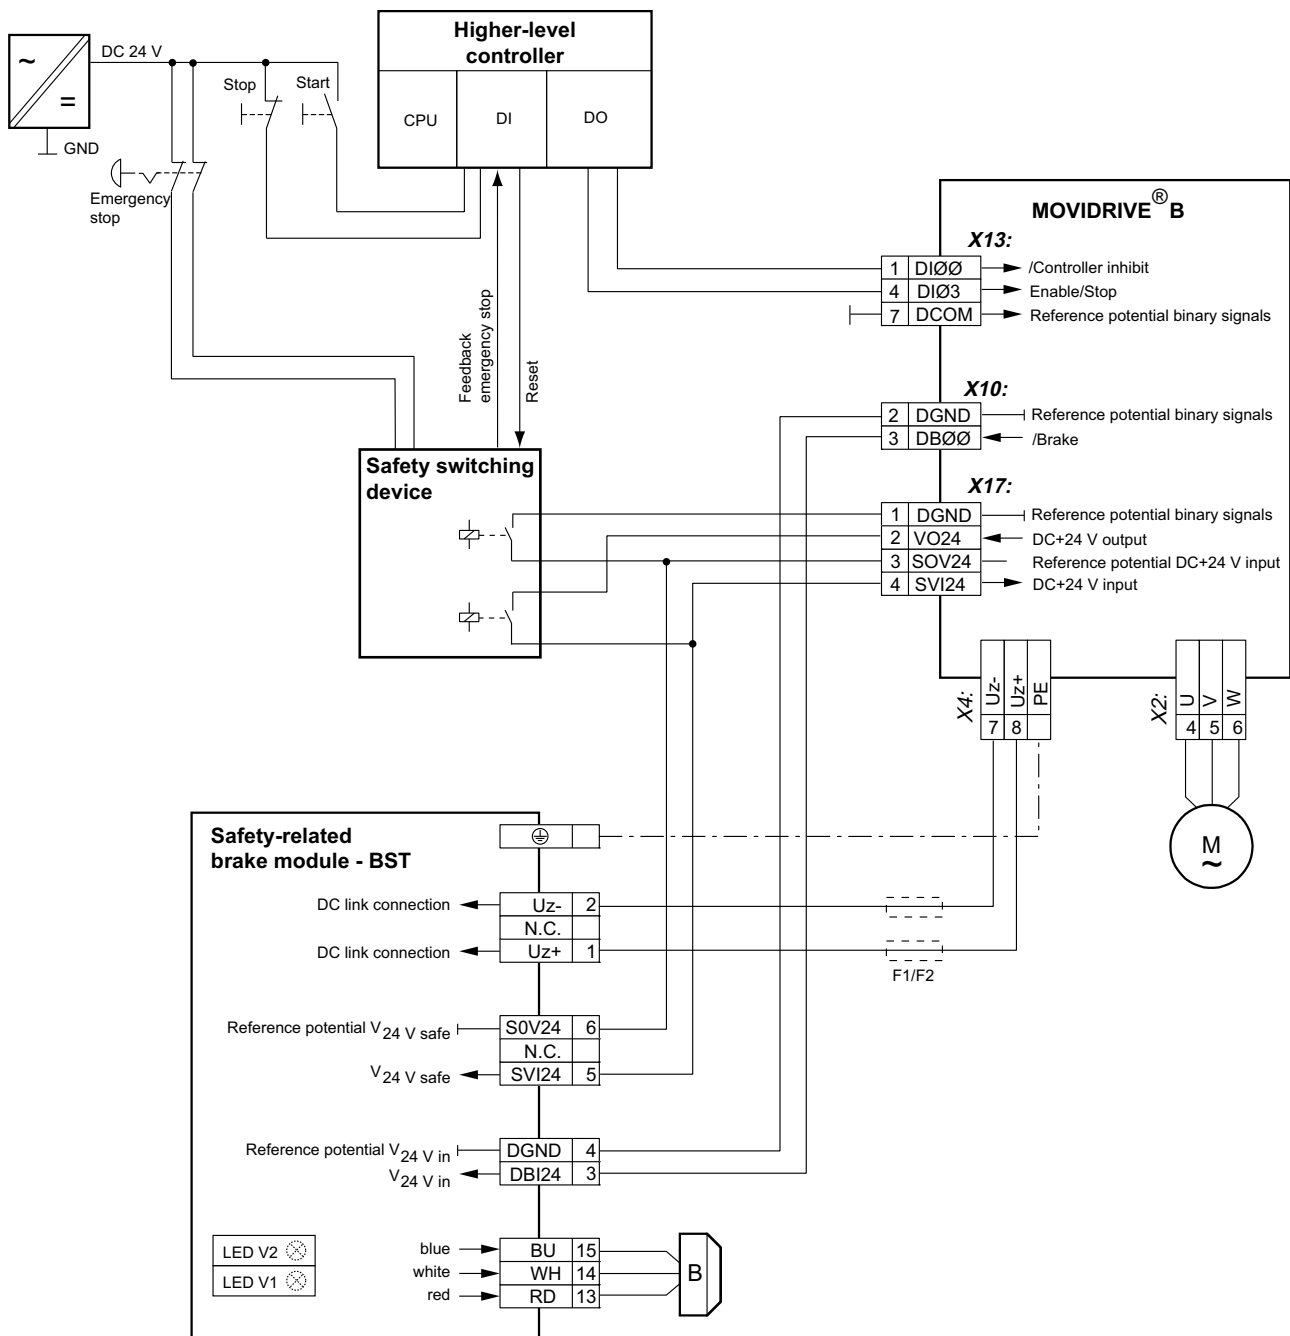 Higher-level
controller
CPU
DI
DO
~
=
DC 24 V
GND
Stop
Start
Emergency
stop
Feedback
emergency stop
Reset
MOVIDRIVE® B
X13:
1 DIØØ /Controller inhibit
4 DIØ3 Enable/Stop
7 DCOM Reference potential binary signals
X10:
2 DGND Reference potential binary signals
3 DBØØ /Brake
X17:
1 DGND Reference potential binary signals
2 VO24 DC+24 V output
3 SOV24 Reference potential DC+24 V input
4 SVI24 DC+24 V input
Safety switching
device
X4:
Uz-
Uz+
PE
7
8
X2:
U
V
W
4
5
6
M
~
Safety-related
brake module - BST
DC link connection Uz- 2
N.C.
DC link connection Uz+ 1
F1/F2
Reference potential V24 V safe S0V24 6
N.C.
V24 V safe SVI24 5
Reference potential V24 V in DGND 4
V24 V in DBI24 3
LED V2
LED V1
blue BU 15
white WH 14
red RD 13
B